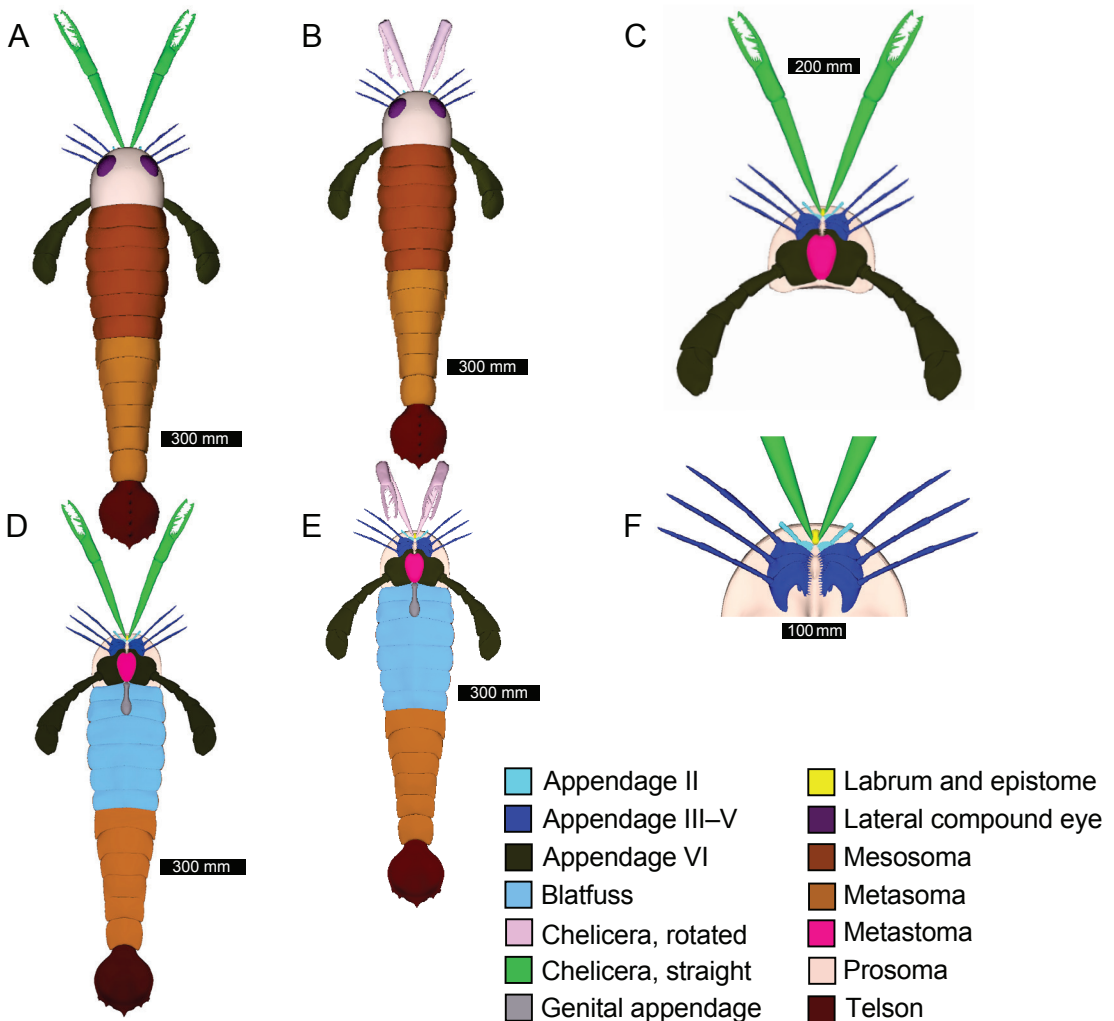 A
B
C
200 mm
300 mm
300 mm
D
E
F
100 mm
300 mm
300 mm
Appendage II
Appendage III–V
Appendage VI
Blatfuss
Chelicera, rotated
Chelicera, straight
Genital appendage
Labrum and epistome
Lateral compound eye
Mesosoma
Metasoma
Metastoma
Prosoma
Telson